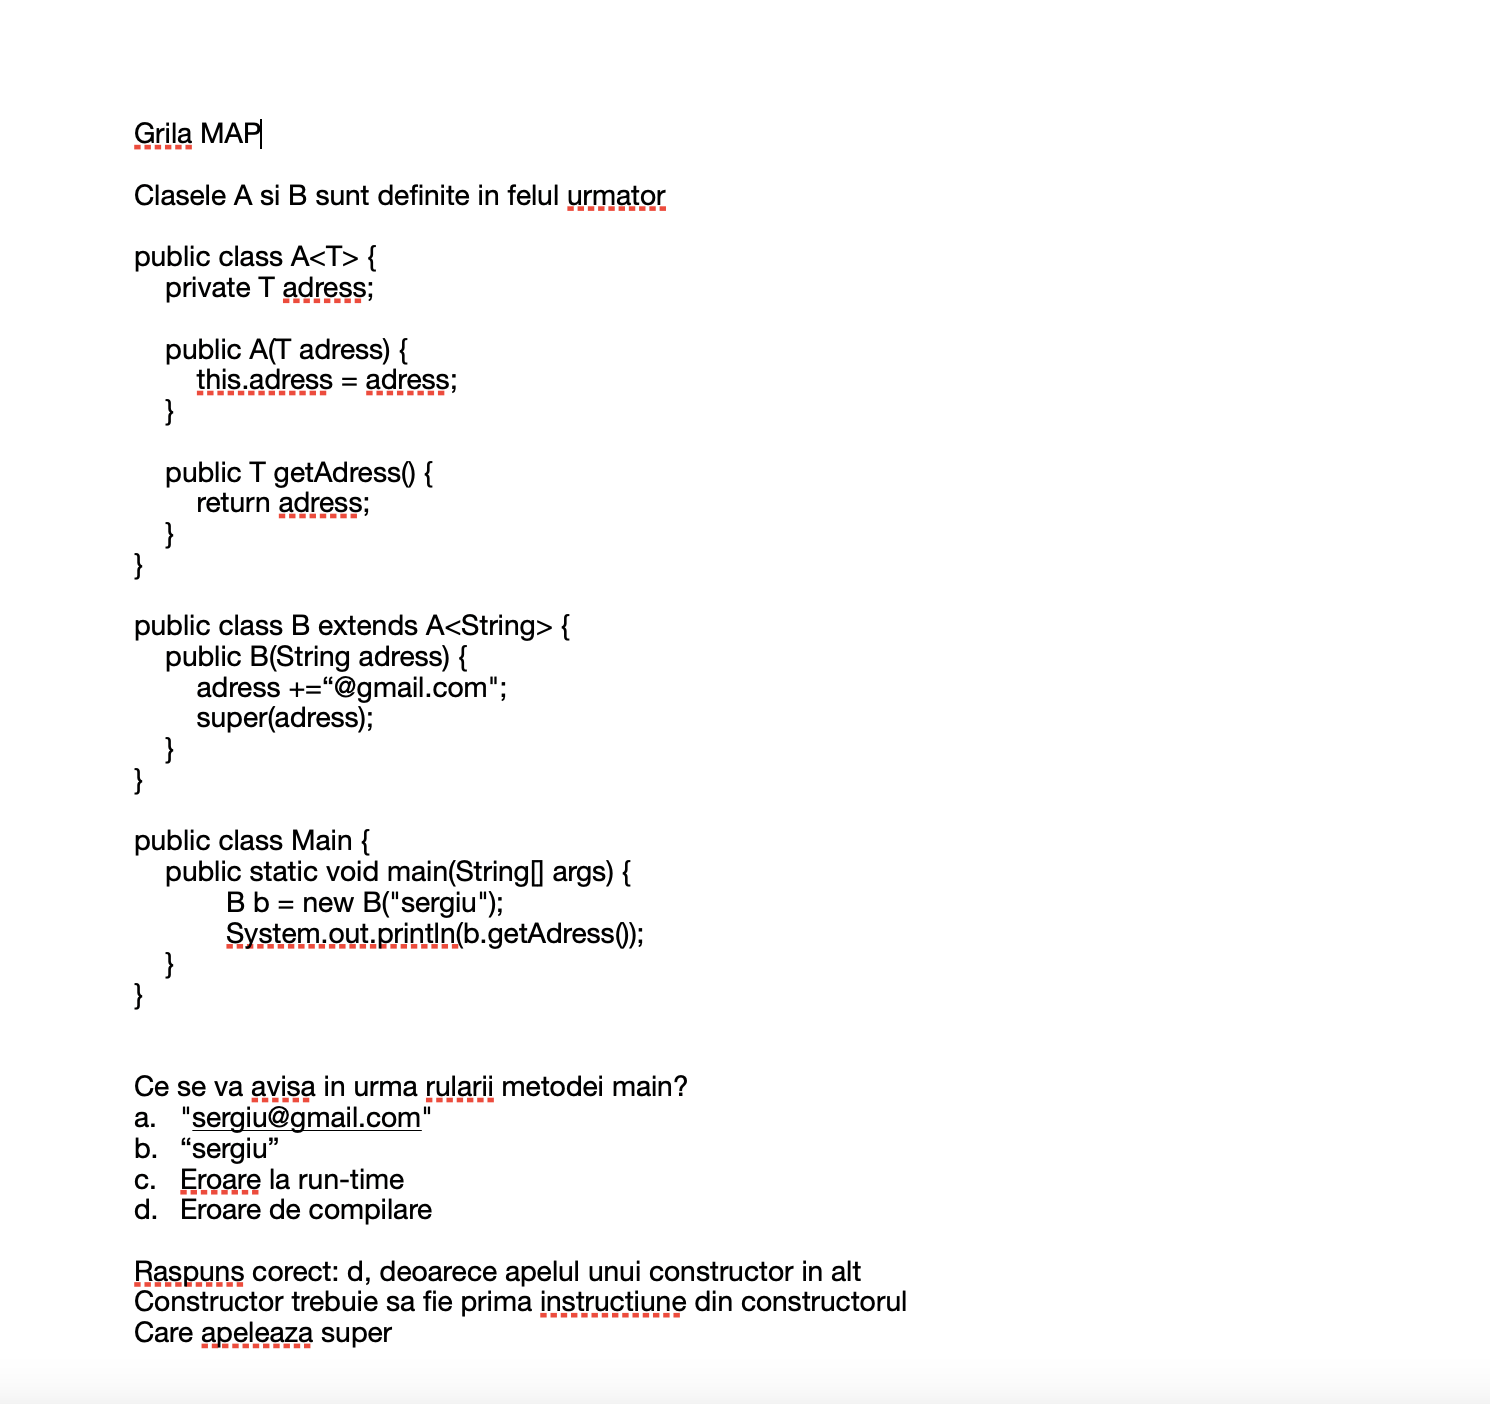 Grila MAP
Clasele A si B sunt definite in felul urmator
public class A<T> {
private T adress;
public A(T adress) {
this.adress = adress;
}
public T getAdress() {
return adress;
}
}
public class B extends A<String> {
public B(String adress) {
adress +=“@gmail.com";
super(adress);
}
}
public class Main {
public static void main(String[] args) {
B b = new B("sergiu");
System.out.println(b.getAdress());
}
}
Ce se va avisa in urma rularii metodei main?
a. "sergiu@gmail.com"
b. “sergiu”
c. Eroare la run-time
d. Eroare de compilare
Raspuns corect: d, deoarece apelul unui constructor in alt
Constructor trebuie sa fie prima instructiune din constructorul
Care apeleaza super